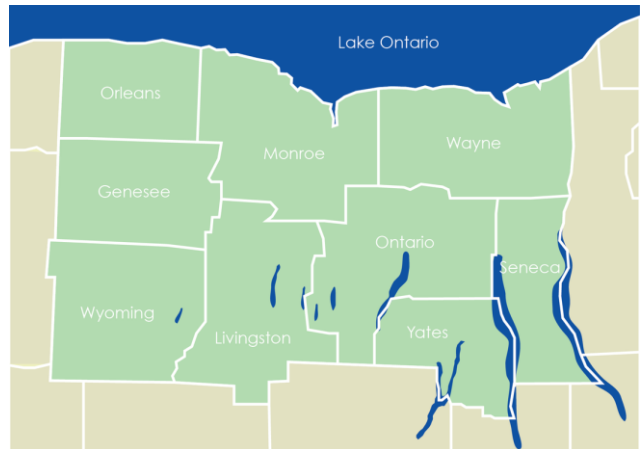 Lake Ontario
Orleans
Monroe
Wayne
Genesee
Ontario
Seneca
Wyoming
Livingston
Yates